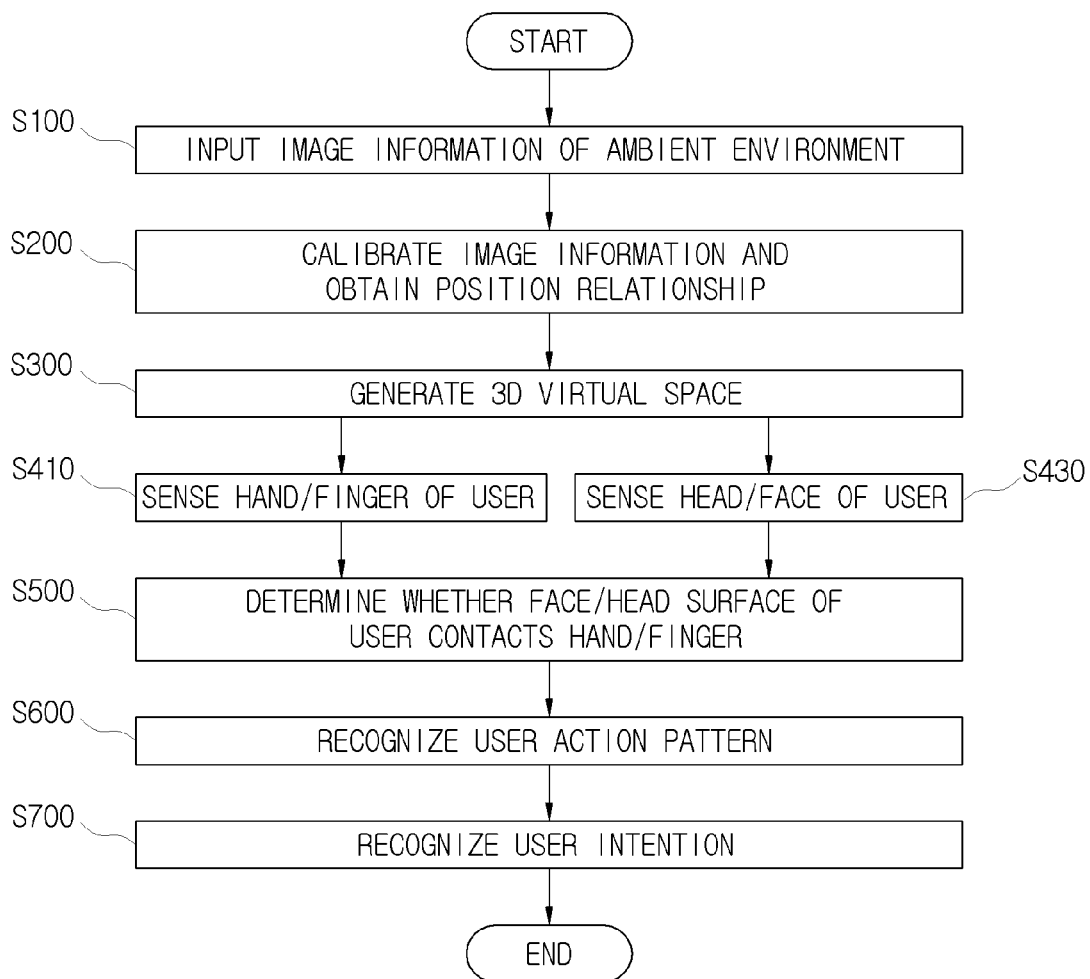 START
S100
INPUT IMAGE INFORMATION OF AMBIENT ENVIRONMENT
S200
CALIBRATE IMAGE INFORMATION AND
OBTAIN POSITION RELATIONSHIP
S300
GENERATE 3D VIRTUAL SPACE
S410
SENSE HAND/FINGER OF USER
SENSE HEAD/FACE OF USER
S430
S500
DETERMINE WHETHER FACE/HEAD SURFACE OF
USER CONTACTS HAND/FINGER
S600
RECOGNIZE USER ACTION PATTERN
S700
RECOGNIZE USER INTENTION
END